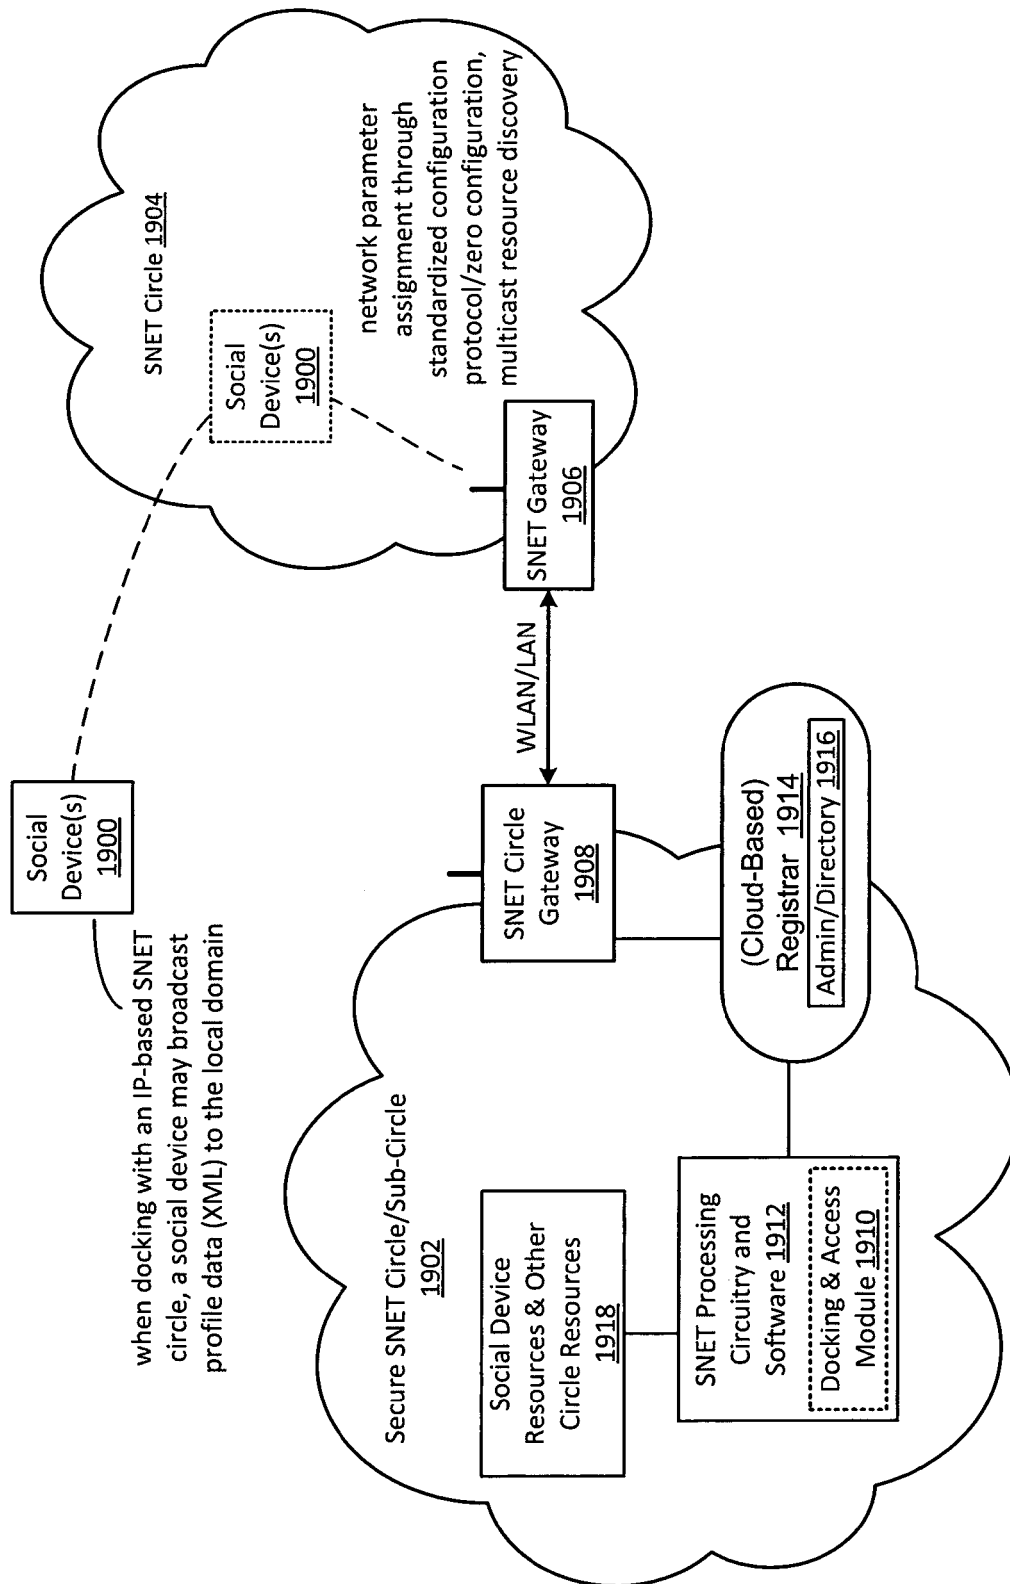 Social
Device(s)
1900
when docking with an IP-based SNET
circle, a social device may broadcast
profile data (XML) to the local domain
SNET Circle 1904
Social
Device(s)
1900
network parameter
assignment through
standardized configuration
protocol/zero configuration,
multicast resource discovery
SNET Gateway
1906
WLAN/LAN
SNET Circle
Gateway
1908
Secure SNET Circle/Sub-Circle
1902
Social Device
Resources & Other
Circle Resources
1918
SNET Processing
Circuitry and
Software 1912
Docking & Access
Module 1910
(Cloud-Based)
Registrar 1914
Admin/Directory 1916